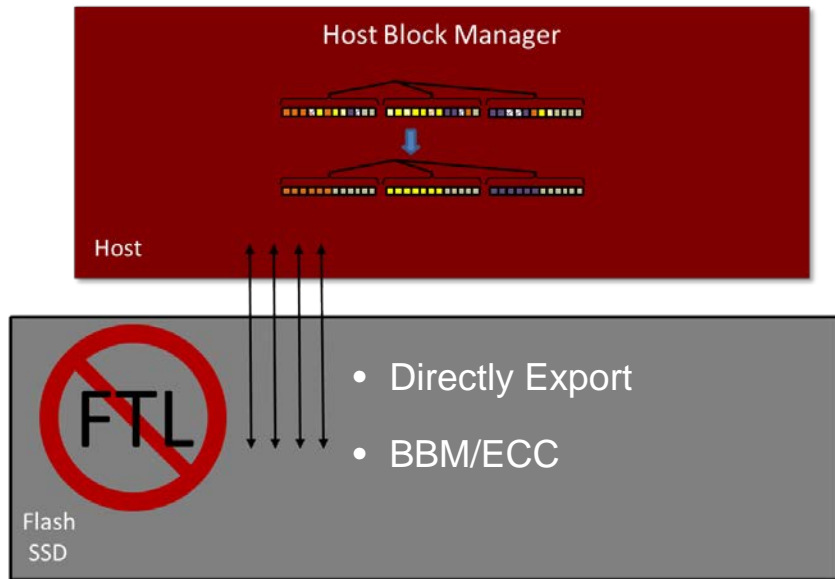 Host Block Manager
Host
FTL
• Directly Export
• BBM/ECC
Flash
SSD